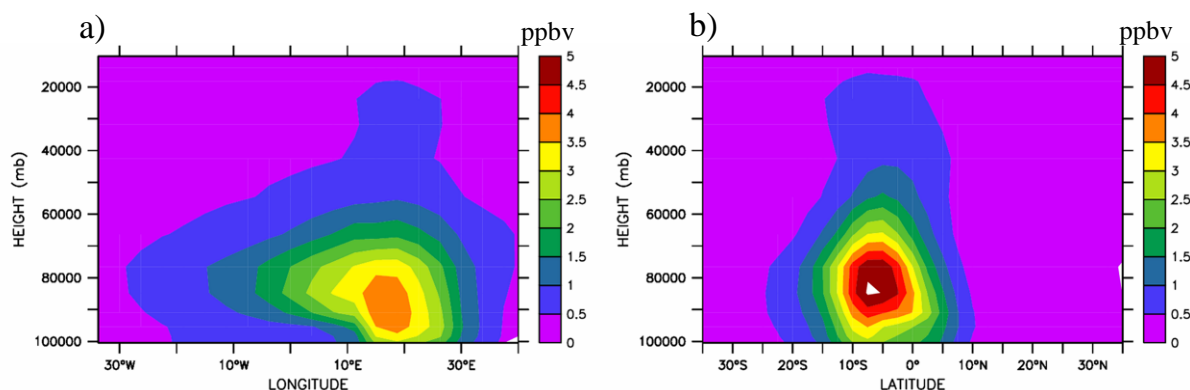 a)
ppbv
HEIGHT (mb)
20000
40000
60000
80000
100000
30°W
10°W
10°E
30°E
LONGITUDE
5
4.5
4
3.5
3
2.5
2
1.5
1
0.5
0
b)
ppbv
HEIGHT (mb)
20000
40000
60000
80000
100000
30°S
20°S
10°S
0°
10°N
20°N
30°N
LATITUDE
5
4.5
4
3.5
3
2.5
2
1.5
1
0.5
0